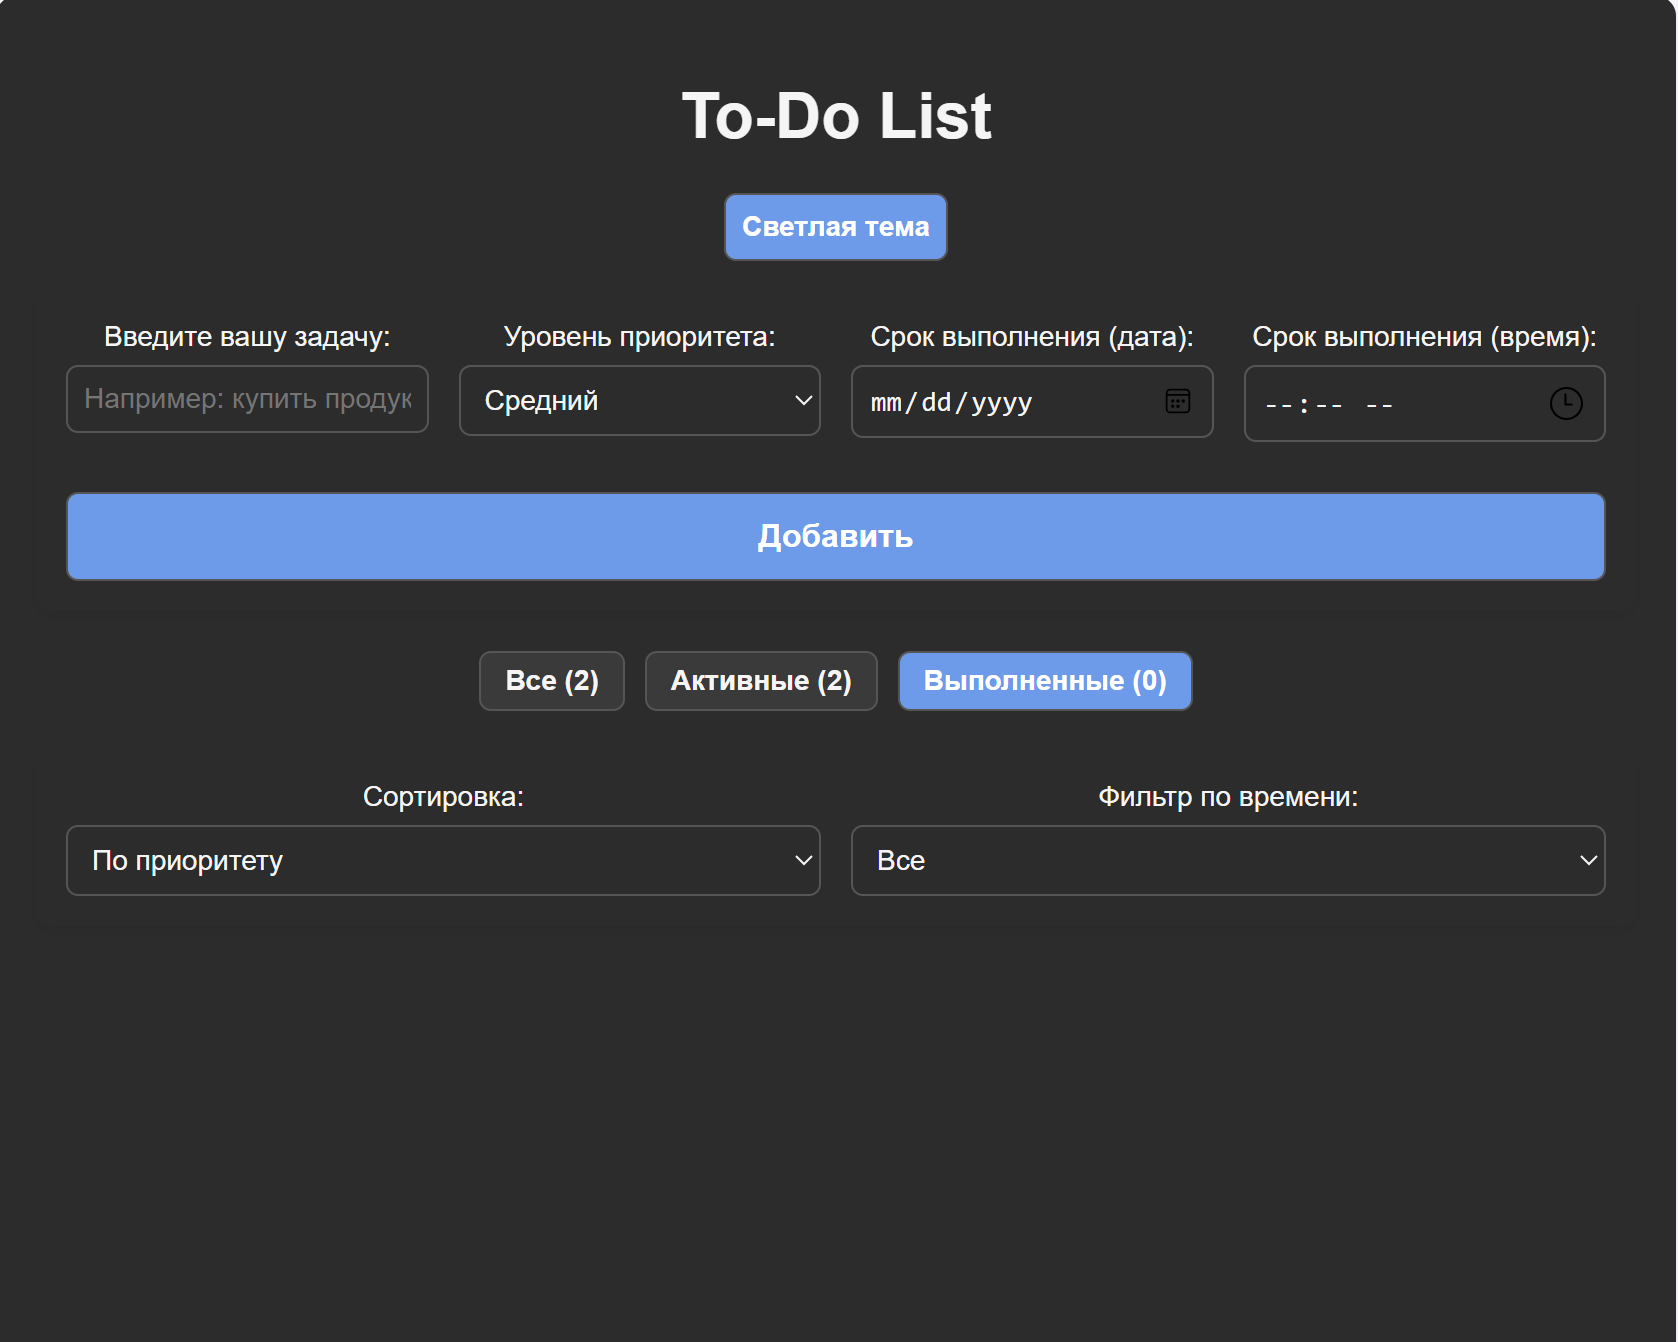 To-Do List
Светлая тема
Введите вашу задачу:
Уровень приоритета:
Срок выполнения (дата):
Срок выполнения (время):
Например: купить продук
Средний
mm/dd/yyyy
--:-- --
Добавить
Все (2)
Активные (2)
Выполненные (0)
Сортировка:
Фильтр по времени:
По приоритету
Все